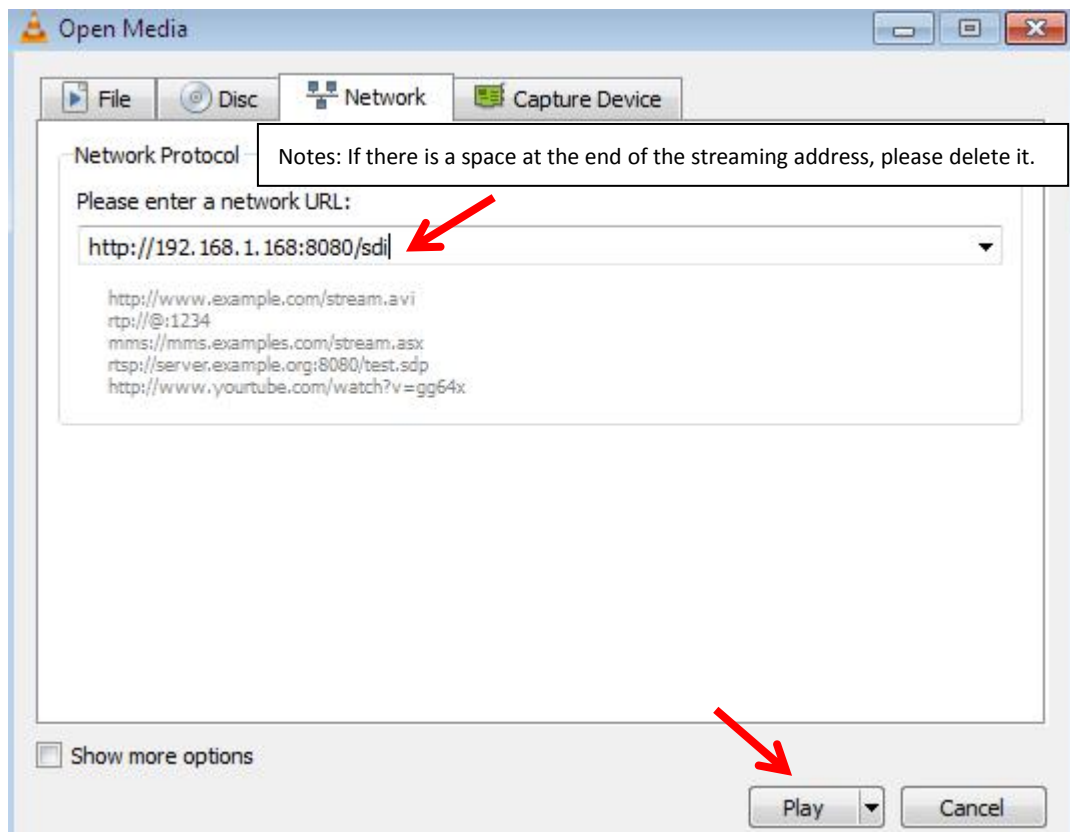 Open Media
File Disc Network Capture Device
Network Protocol
Notes: If there is a space at the end of the streaming address, please delete it.
Please enter a network URL:
http://192.168.1.168:8080/sdi
http://www.example.com/stream.avi
rtp://@:1234
mms://mms.examples.com/stream.asx
rtsp://server.example.org:8080/test.sdp
http://www.yourtube.com/watch?v=gg64x
Show more options
Play Cancel